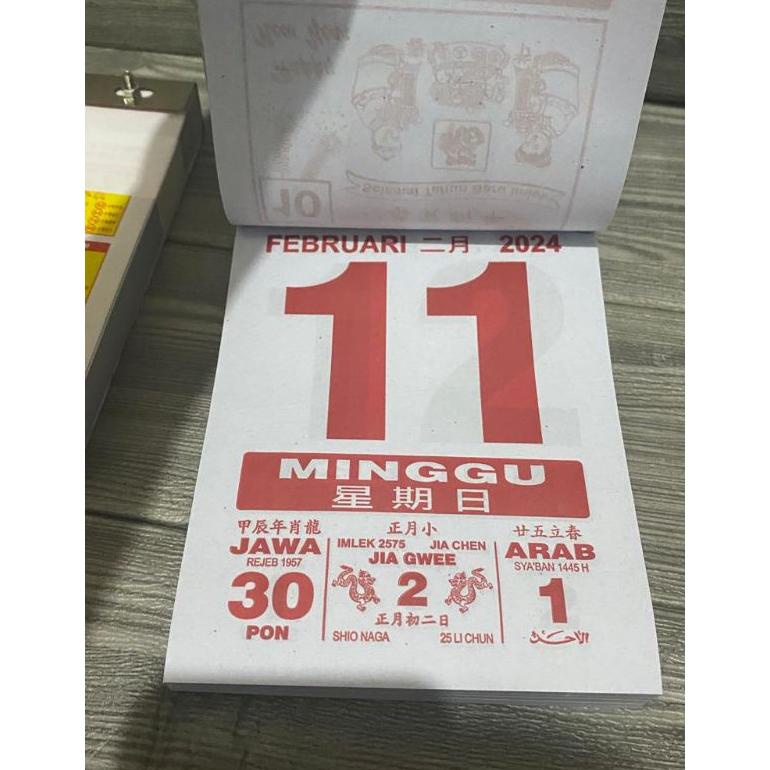 10
FEBRUARI 二月 2024
11
MINGGU
星期日
甲辰年肖龍
JAWA
REJEB 1957
30
PON
正月小
IMLEK 2575 JIA CHEN
JIA GWEE
2
正月初二日
SHIO NAGA 25 LI CHUN
廿五立春
ARAB
SYA'BAN 1445 H
1
الاحد